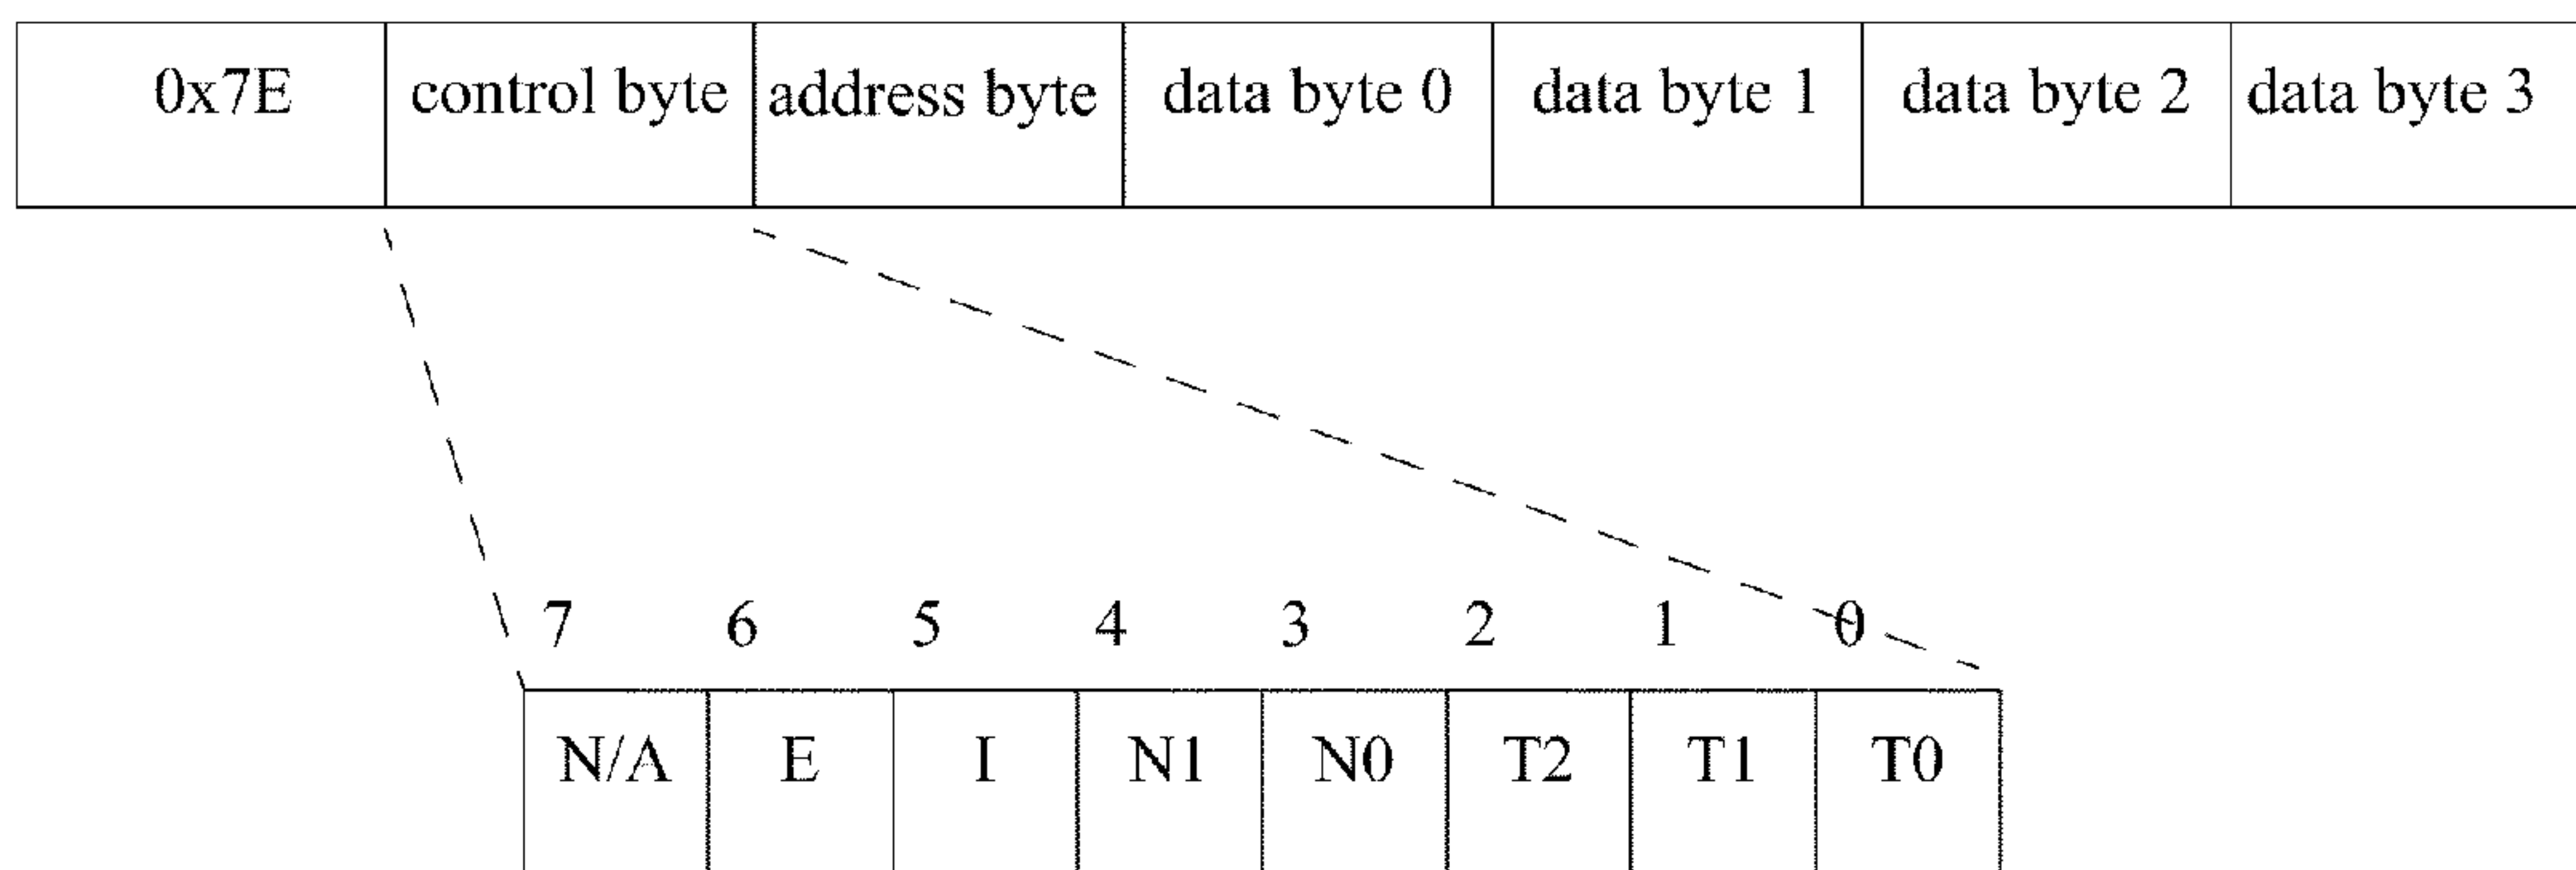 0x7E control byte address byte data byte 0 data byte 1 data byte 2 data byte 3
7 6 5 4 3 2 1 0
N/A E I N1 N0 T2 T1 T0